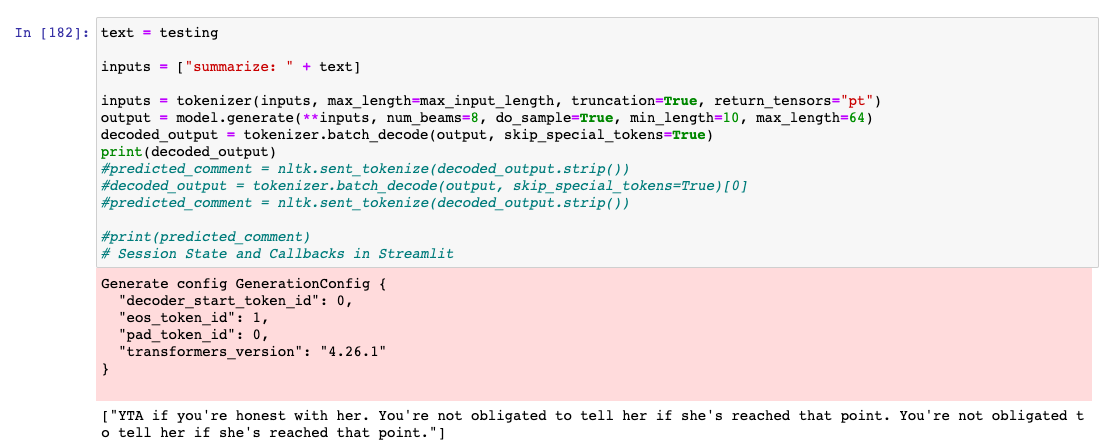 In [182]: text = testing
inputs = ["summarize: " + text]
inputs = tokenizer(inputs, max_length=max_input_length, truncation=True, return_tensors="pt")
output = model.generate(**inputs, num_beams=8, do_sample=True, min_length=10, max_length=64)
decoded_output = tokenizer.batch_decode(output, skip_special_tokens=True)
print(decoded_output)
#predicted_comment = nltk.sent_tokenize(decoded_output.strip())
#decoded_output = tokenizer.batch_decode(output, skip_special_tokens=True)[0]
#predicted_comment = nltk.sent_tokenize(decoded_output.strip())
#print(predicted_comment)
# Session State and Callbacks in Streamlit
Generate config GenerationConfig {
"decoder_start_token_id": 0,
"eos_token_id": 1,
"pad_token_id": 0,
"transformers_version": "4.26.1"
}
["YTA if you're honest with her. You're not obligated to tell her if she's reached that point. You're not obligated t
o tell her if she's reached that point."]